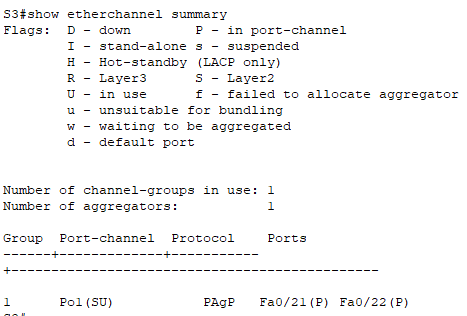 S3#show etherchannel summary
Flags:  D - down        P - in port-channel
        I - stand-alone s - suspended
        H - Hot-standby (LACP only)
        R - Layer3      S - Layer2
        U - in use      f - failed to allocate aggregator
        u - unsuitable for bundling
        w - waiting to be aggregated
        d - default port
Number of channel-groups in use: 1
Number of aggregators:           1
Group  Port-channel  Protocol    Ports
------+-------------+-----------
+----------------------------------------------
1      Po1(SU)           PAgP   Fa0/21(P) Fa0/22(P)